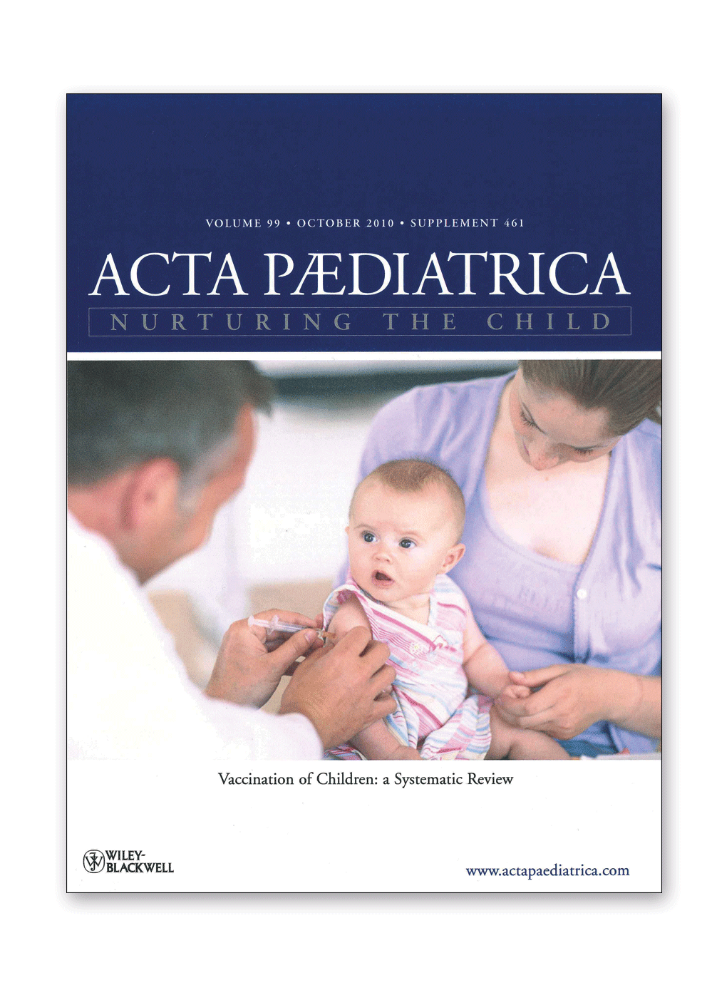 VOLUME 99 • OCTOBER 2010 • SUPPLEMENT 461
ACTA PÆDIATRICA
NURTURING THE CHILD
Vaccination of Children: a Systematic Review
WILEY-
BLACKWELL
www.actapaediatrica.com